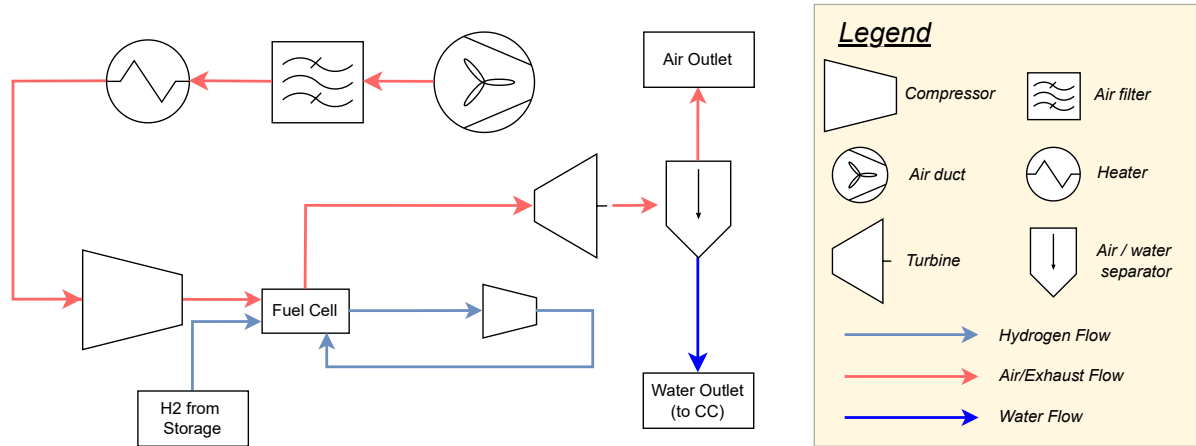 Air Outlet
Fuel Cell
H2 from
Storage
Water Outlet
(to CC)
Legend
Compressor
Air filter
Air duct
Heater
Turbine
Air / water
separator
Hydrogen Flow
Air/Exhaust Flow
Water Flow